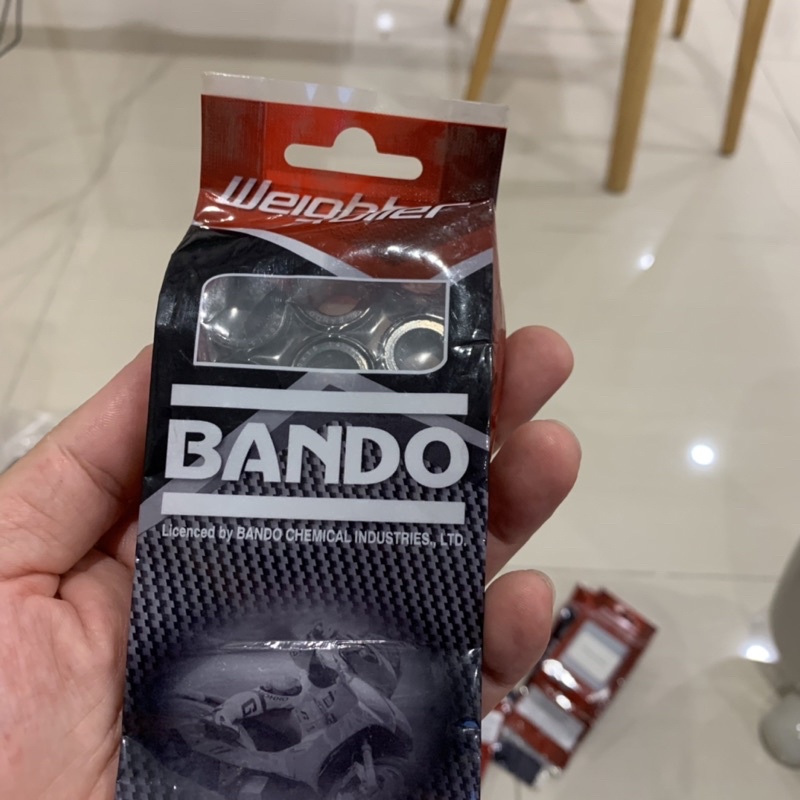 Weighter
BANDO
Licenced by BANDO CHEMICAL INDUSTRIES., LTD.